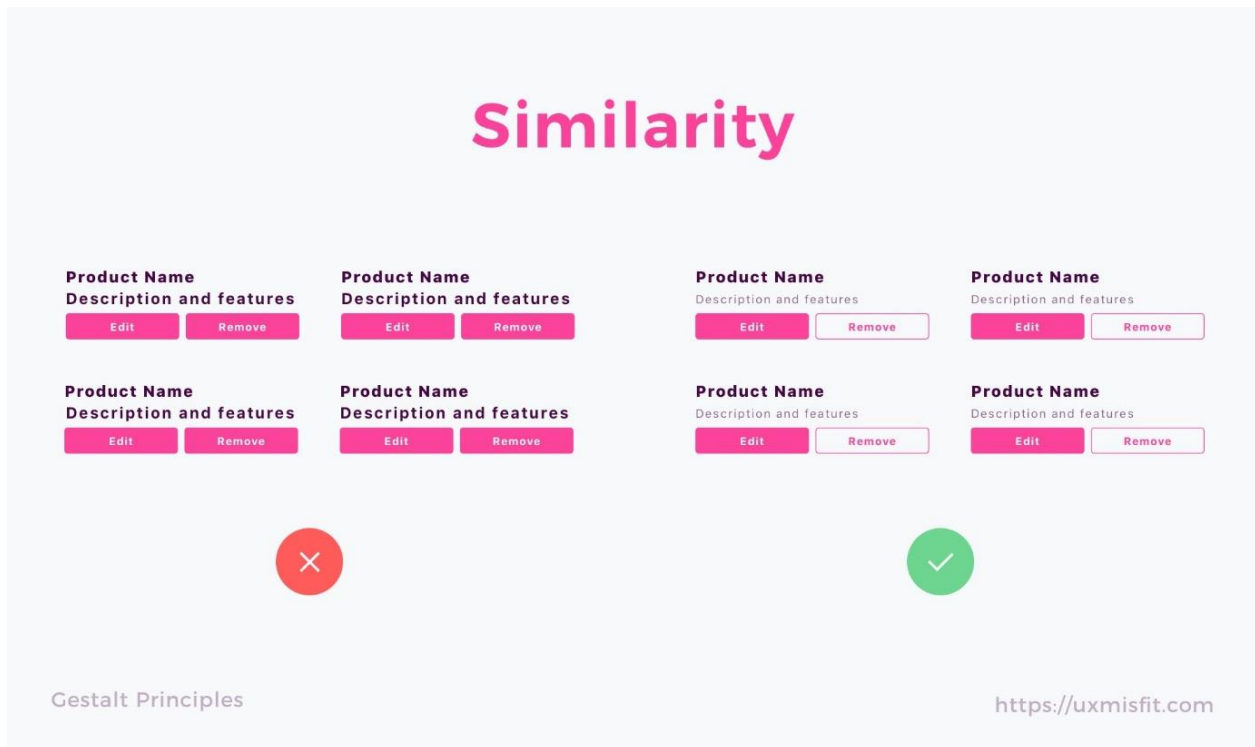 Similarity
Product Name
Description and features
Edit Remove
Product Name
Description and features
Edit Remove
Product Name
Description and features
Edit Remove
Product Name
Description and features
Edit Remove
Product Name
Description and features
Edit Remove
Product Name
Description and features
Edit Remove
Product Name
Description and features
Edit Remove
Product Name
Description and features
Edit Remove
Gestalt Principles
https://uxmisfit.com